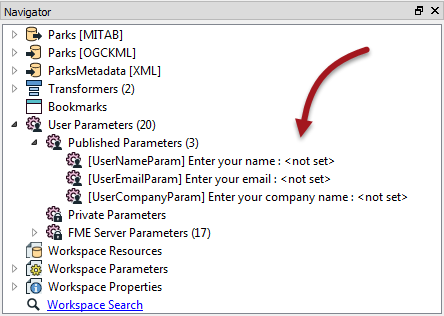 Navigator
Parks [MITAB]
Parks [OGCKML]
ParksMetadata [XML]
Transformers (2)
Bookmarks
User Parameters (20)
Published Parameters (3)
[UserNameParam] Enter your name : <not set>
[UserEmailParam] Enter your email : <not set>
[UserCompanyParam] Enter your company name : <not set>
Private Parameters
FME Server Parameters (17)
Workspace Resources
Workspace Parameters
Workspace Properties
Workspace Search